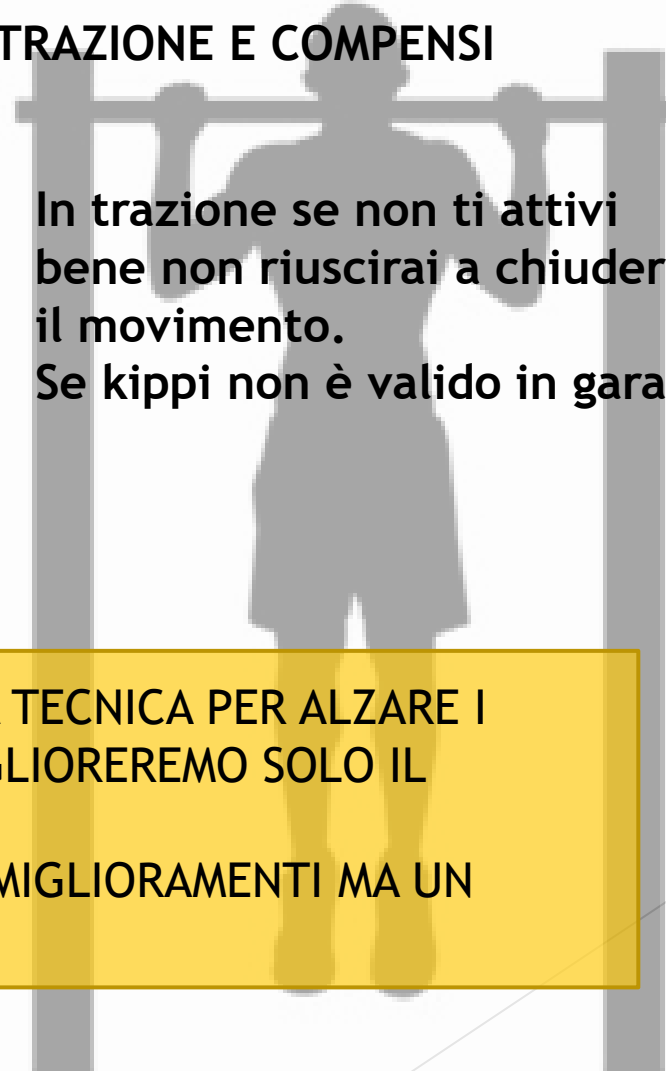 TRAZIONE E COMPENSI
In trazione se non ti attivi
bene non riuscirai a chiuder
il movimento.
Se kippi non è valido in gara
TECNICA PER ALZARE I
GLIOREREMO SOLO IL
MIGLIORAMENTI MA UN